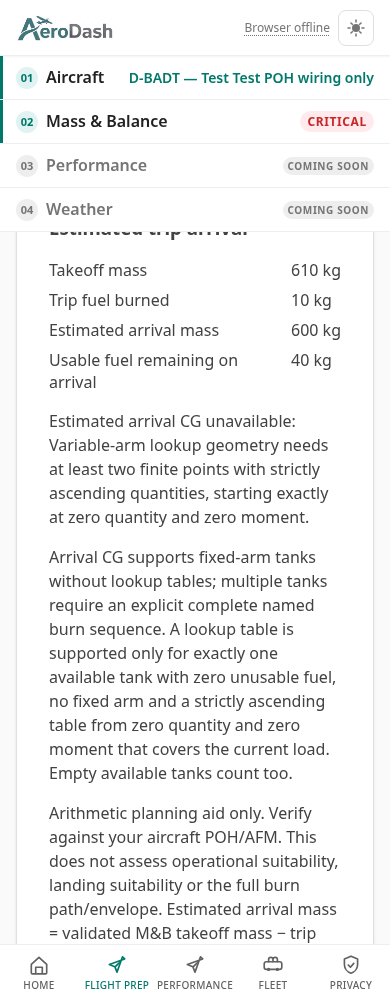 AeroDash
Browser offline
01 Aircraft D-BADT — Test Test POH wiring only
02 Mass & Balance CRITICAL
03 Performance COMING SOON
04 Weather COMING SOON
Estimated trip arrival
Takeoff mass 610 kg
Trip fuel burned 10 kg
Estimated arrival mass 600 kg
Usable fuel remaining on 40 kg
arrival
Estimated arrival CG unavailable:
Variable-arm lookup geometry needs
at least two finite points with strictly
ascending quantities, starting exactly
at zero quantity and zero moment.
Arrival CG supports fixed-arm tanks
without lookup tables; multiple tanks
require an explicit complete named
burn sequence. A lookup table is
supported only for exactly one
available tank with zero unusable fuel,
no fixed arm and a strictly ascending
table from zero quantity and zero
moment that covers the current load.
Empty available tanks count too.
Arithmetic planning aid only. Verify
against your aircraft POH/AFM. This
does not assess operational suitability,
landing suitability or the full burn
path/envelope. Estimated arrival mass
= validated M&B takeoff mass − trip
HOME FLIGHT PREP PERFORMANCE FLEET PRIVACY